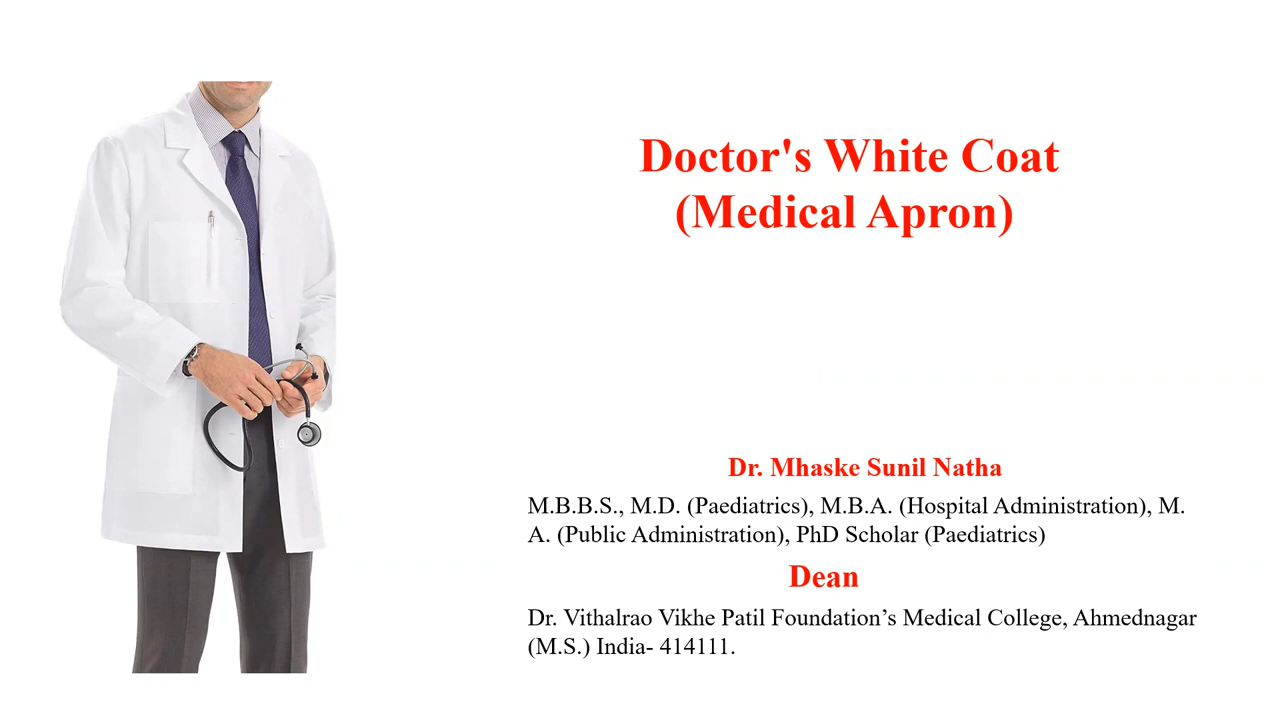 Doctor's White Coat
(Medical Apron)
Dr. Mhaske Sunil Natha
M.B.B.S., M.D. (Paediatrics), M.B.A. (Hospital Administration), M.
A. (Public Administration), PhD Scholar (Paediatrics)
Dean
Dr. Vithalrao Vikhe Patil Foundation’s Medical College, Ahmednagar
(M.S.) India- 414111.